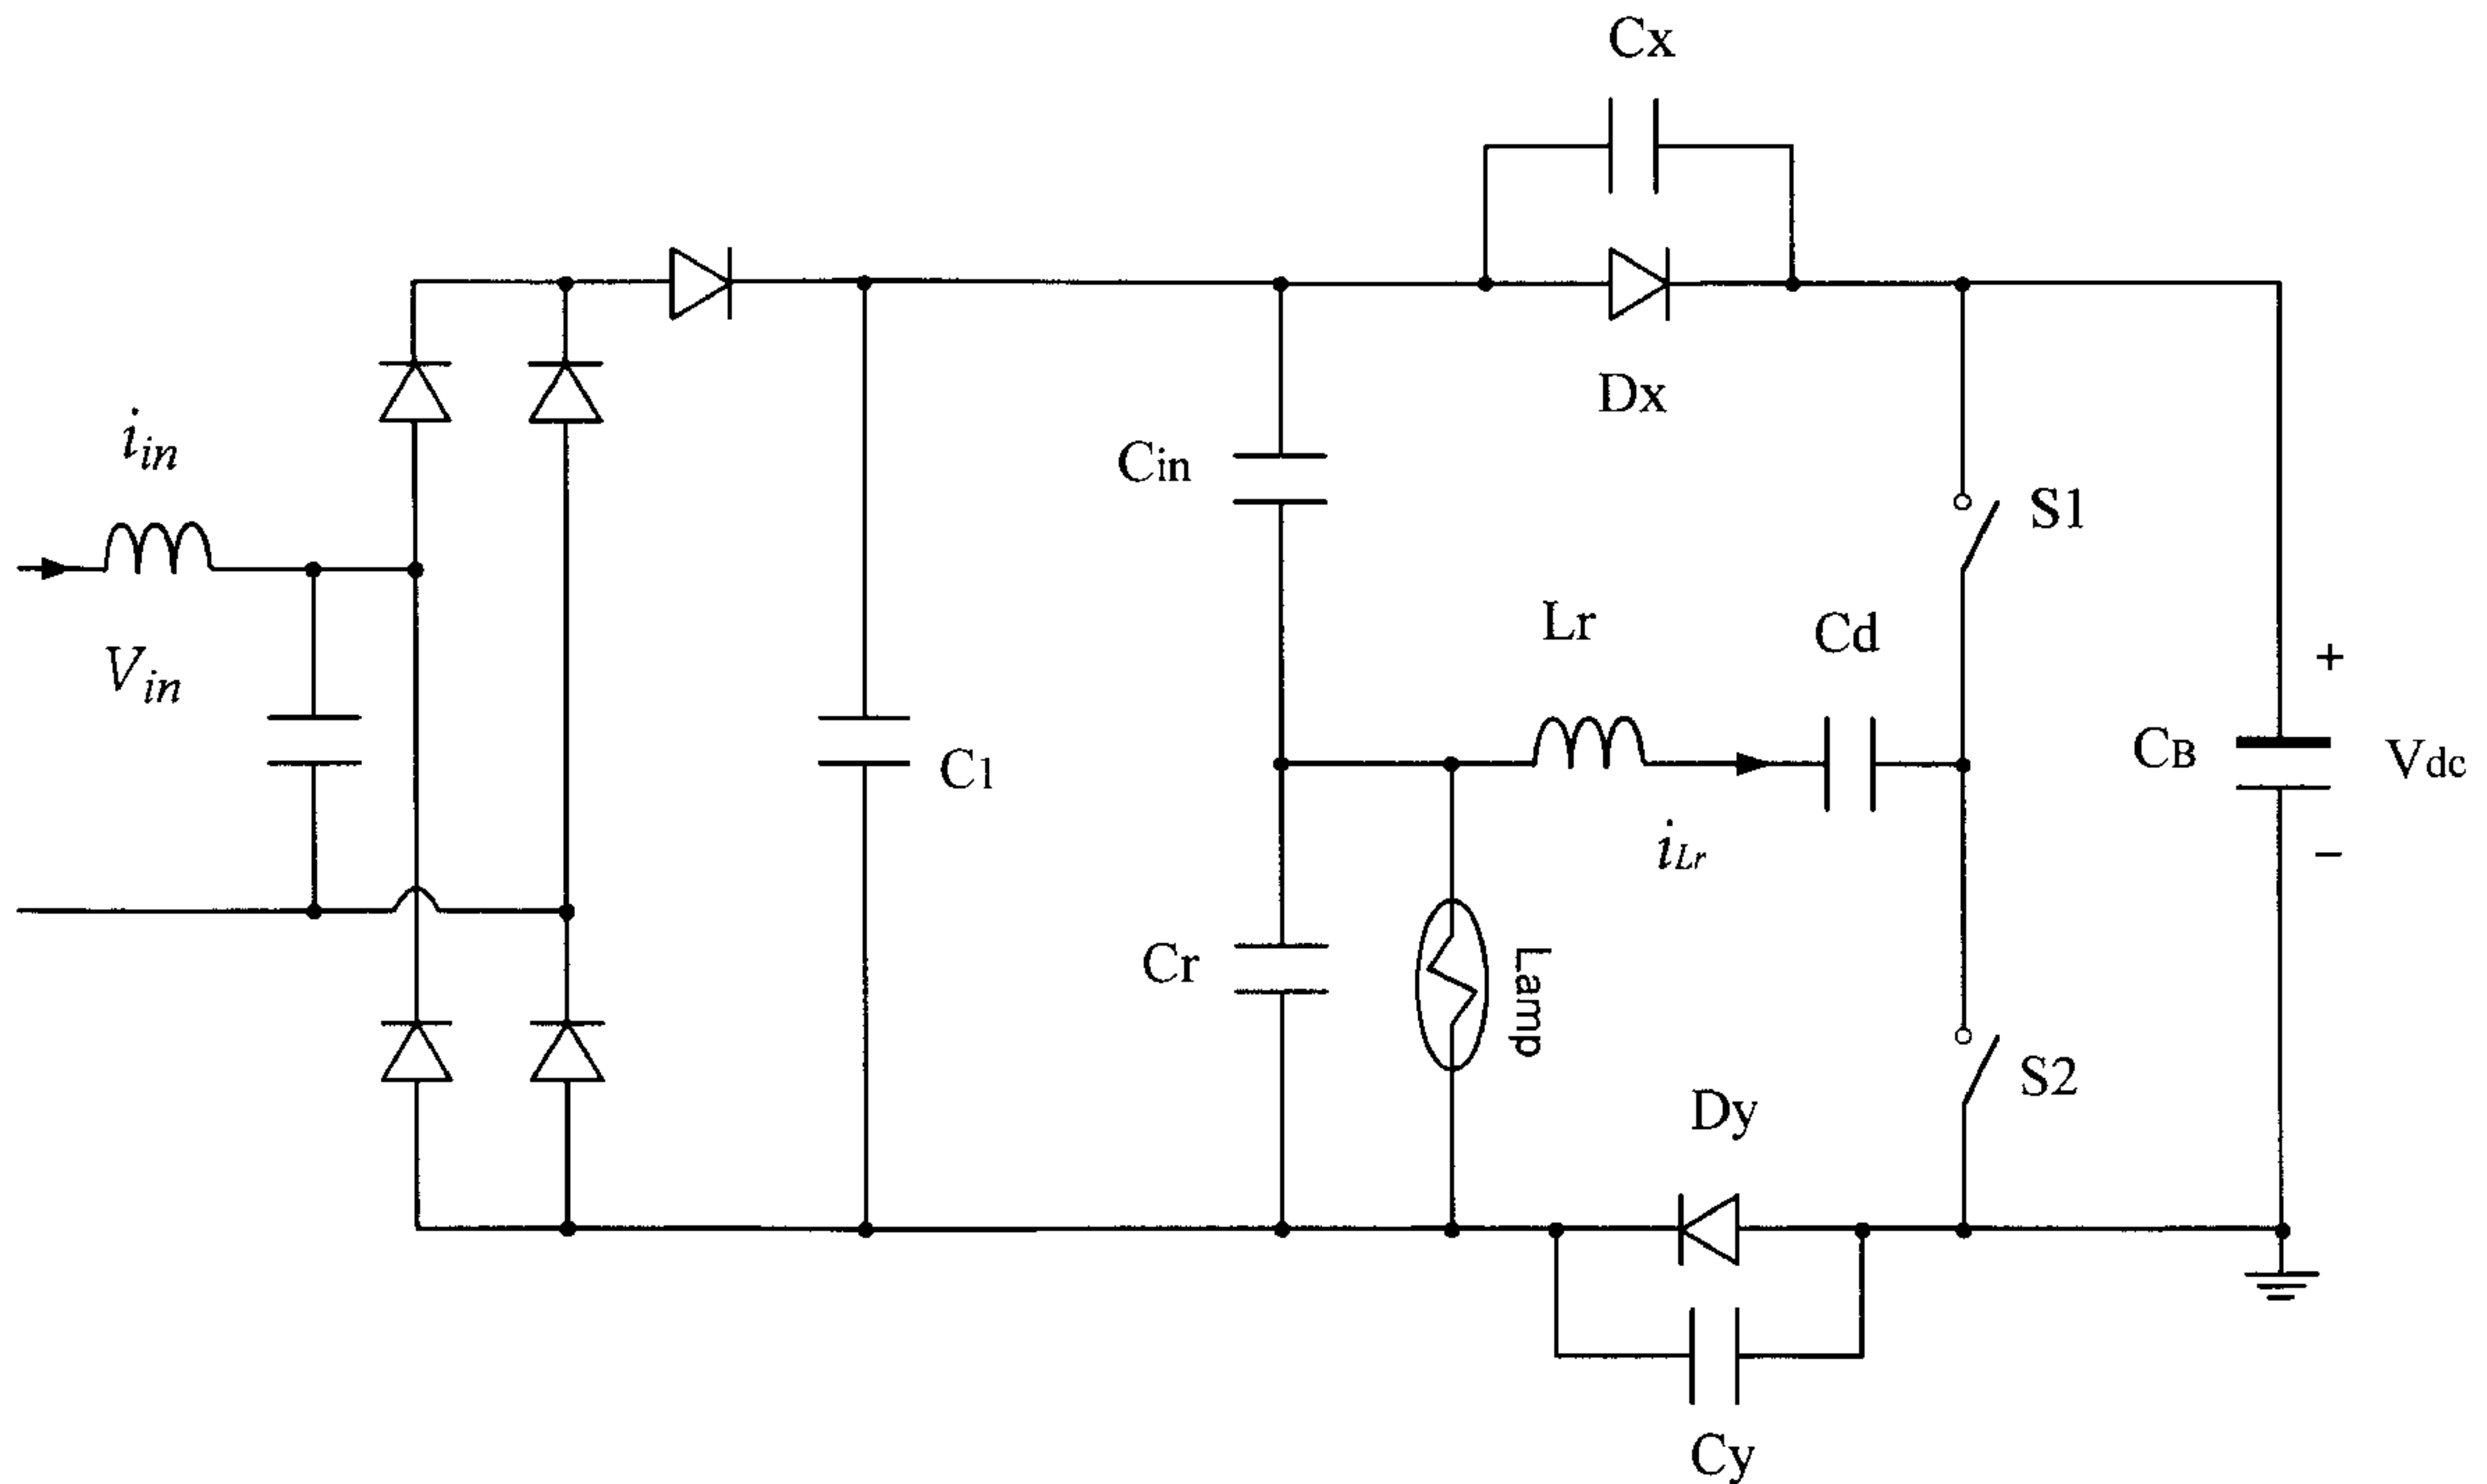 Cx
Dx
iin
Cin
S1
Lr
Cd
Vin
+
CB
Vdc
C1
iLr
−
Cr
Lamp
Dy
S2
Cy